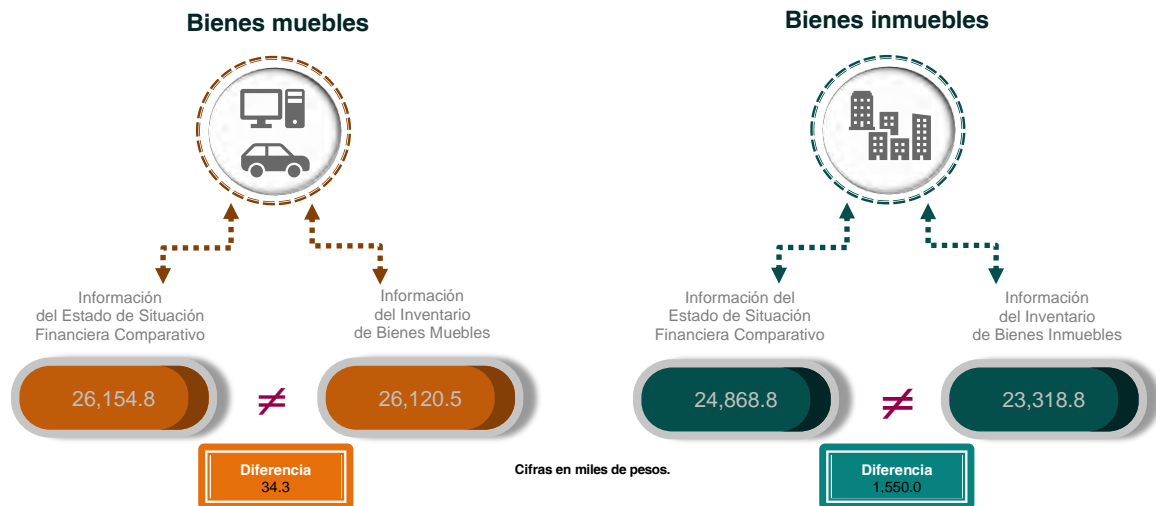 Bienes muebles
Información
del Estado de Situación
Financiera Comparativo
Información
del Inventario
de Bienes Muebles
26,154.8
≠
26,120.5
Diferencia
34.3
Cifras en miles de pesos.
Bienes inmuebles
Información del
Estado de Situación
Financiera Comparativo
Información
del Inventario
de Bienes Inmuebles
24,868.8
≠
23,318.8
Diferencia
1,550.0